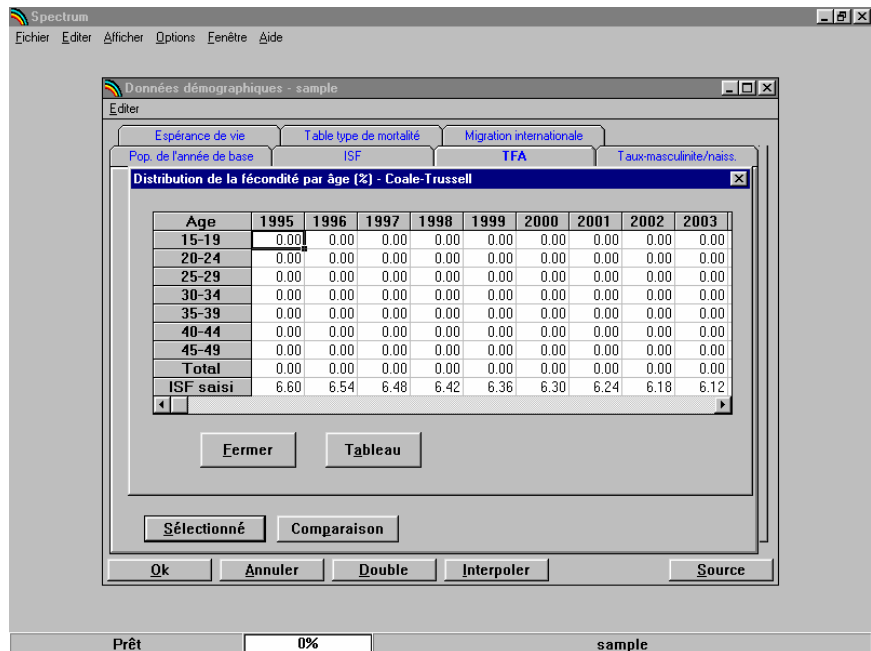 Spectrum
Fichier Editer Afficher Options Fenêtre Aide
Données démographiques - sample
Editer
Espérance de vie Table type de mortalité Migration internationale
Pop. de l'année de base ISF TFA Taux-masculinite/naiss.
Distribution de la fécondité par âge (%) - Coale-Trussell
Age 1995 1996 1997 1998 1999 2000 2001 2002 2003
15-19 0.00 0.00 0.00 0.00 0.00 0.00 0.00 0.00 0.00
20-24 0.00 0.00 0.00 0.00 0.00 0.00 0.00 0.00 0.00
25-29 0.00 0.00 0.00 0.00 0.00 0.00 0.00 0.00 0.00
30-34 0.00 0.00 0.00 0.00 0.00 0.00 0.00 0.00 0.00
35-39 0.00 0.00 0.00 0.00 0.00 0.00 0.00 0.00 0.00
40-44 0.00 0.00 0.00 0.00 0.00 0.00 0.00 0.00 0.00
45-49 0.00 0.00 0.00 0.00 0.00 0.00 0.00 0.00 0.00
Total 0.00 0.00 0.00 0.00 0.00 0.00 0.00 0.00 0.00
ISF saisi 6.60 6.54 6.48 6.42 6.36 6.30 6.24 6.18 6.12
Fermer Tableau
Sélectionné Comparaison
Ok Annuler Double Interpoler Source
Prêt 0% sample